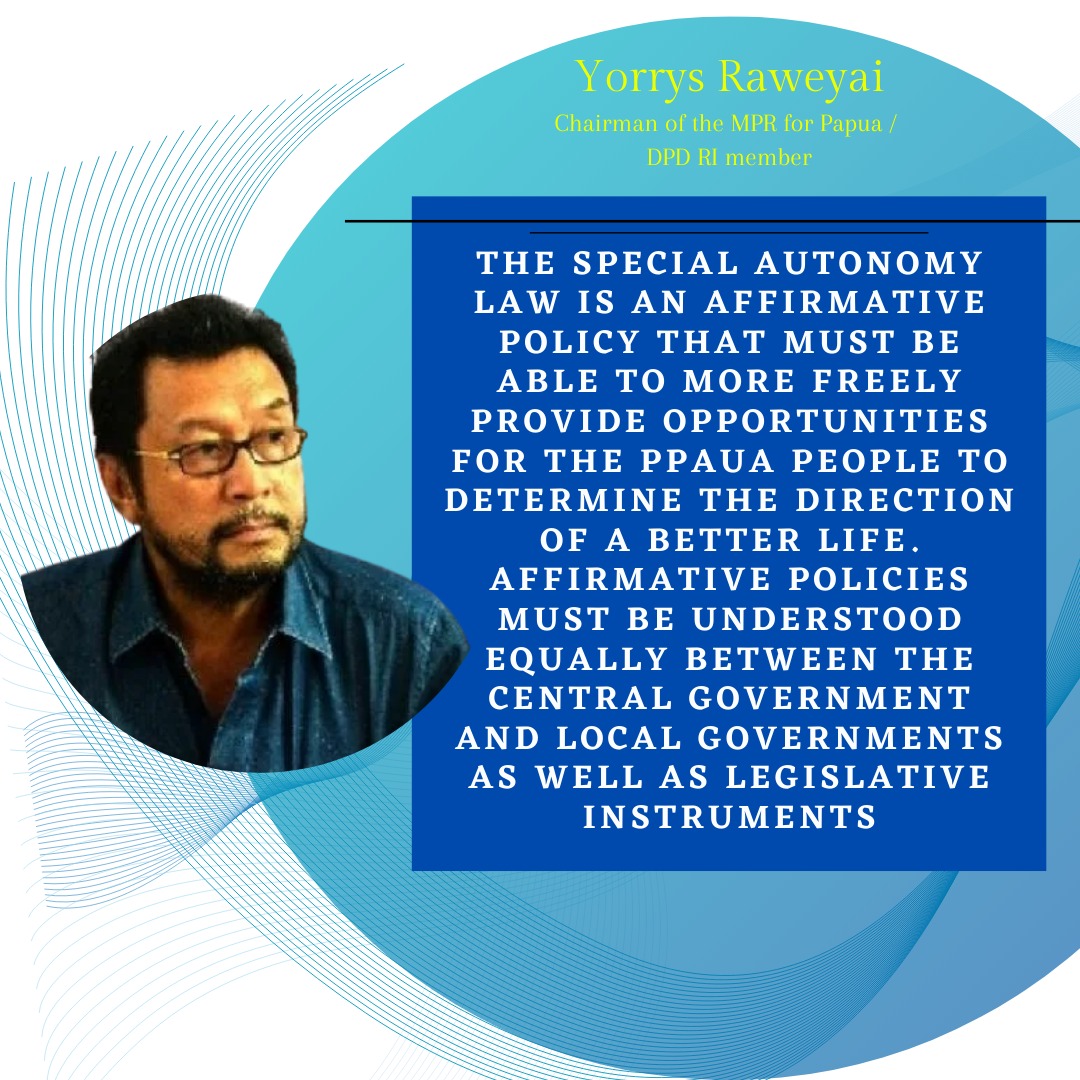 Yorrys Raweyai
Chairman of the MPR for Papua /
DPD RI member
THE SPECIAL AUTONOMY
LAW IS AN AFFIRMATIVE
POLICY THAT MUST BE
ABLE TO MORE FREELY
PROVIDE OPPORTUNITIES
FOR THE PPAUA PEOPLE TO
DETERMINE THE DIRECTION
OF A BETTER LIFE.
AFFIRMATIVE POLICIES
MUST BE UNDERSTOOD
EQUALLY BETWEEN THE
CENTRAL GOVERNMENT
AND LOCAL GOVERNMENTS
AS WELL AS LEGISLATIVE
INSTRUMENTS